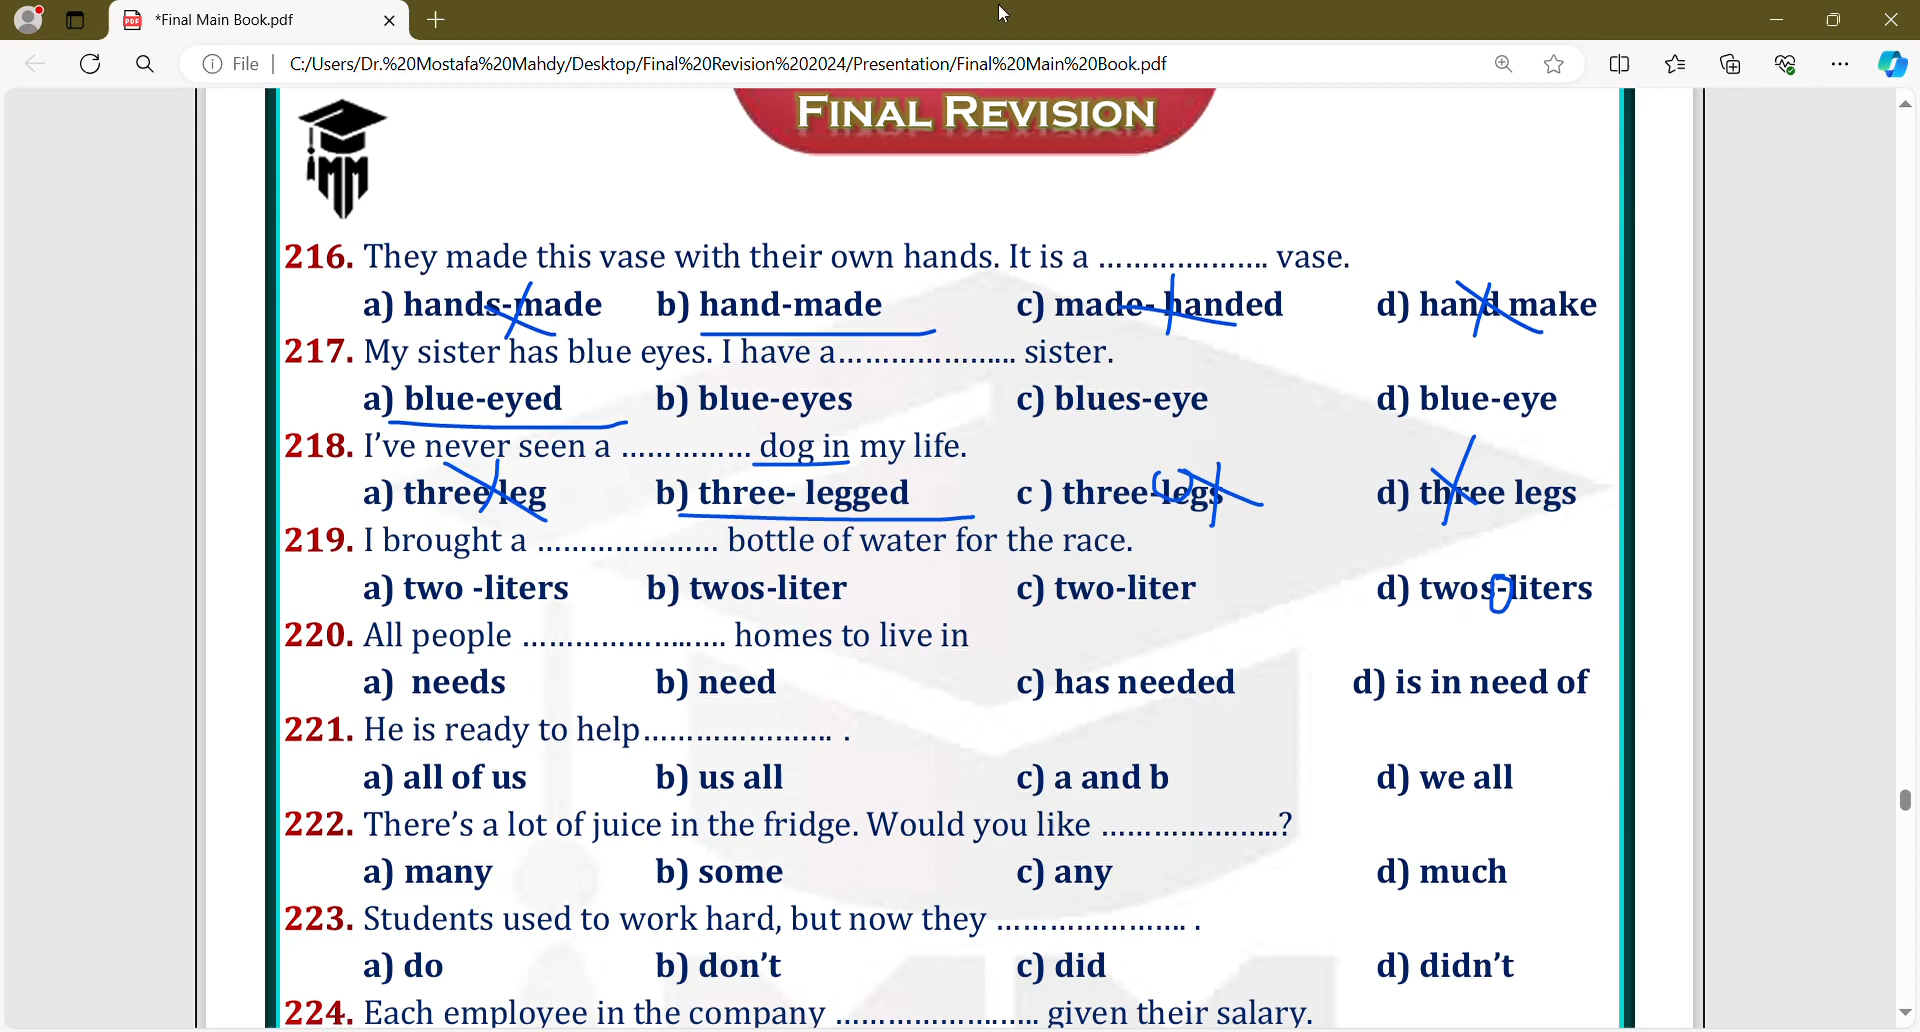 *Final Main Book.pdf
File | C:/Users/Dr.%20Mostafa%20Mahdy/Desktop/Final%20Revision%202024/Presentation/Final%20Main%20Book.pdf
FINAL REVISION
MM
216. They made this vase with their own hands. It is a ………………. vase.
a) hands-made b) hand-made c) made- handed d) hand make
217. My sister has blue eyes. I have a………………... sister.
a) blue-eyed b) blue-eyes c) blues-eye d) blue-eye
218. I've never seen a …………… dog in my life.
a) three leg b) three- legged c ) three-legs d) three legs
219. I brought a ………………… bottle of water for the race.
a) two -liters b) twos-liter c) two-liter d) twos-liters
220. All people ………………..…. homes to live in
a) needs b) need c) has needed d) is in need of
221. He is ready to help…………………. .
a) all of us b) us all c) a and b d) we all
222. There's a lot of juice in the fridge. Would you like ………………...?
a) many b) some c) any d) much
223. Students used to work hard, but now they …………………. .
a) do b) don't c) did d) didn't
224. Each employee in the company …………………... given their salary.